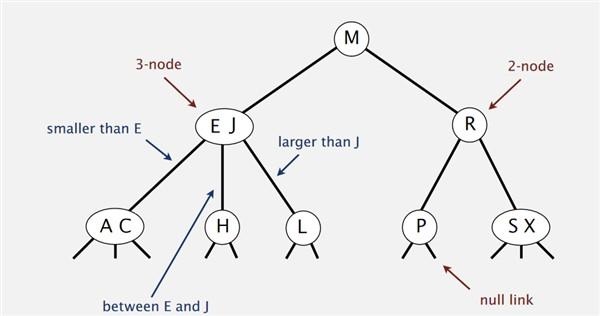 M
3-node
2-node
E J
R
smaller than E
larger than J
A C
H
L
P
S X
between E and J
null link